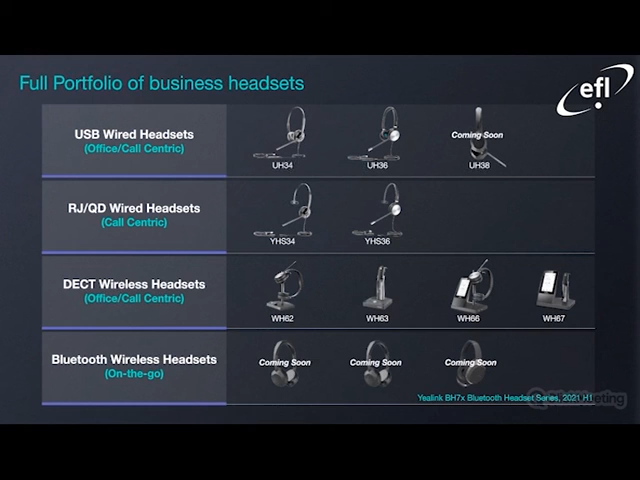 Full Portfolio of business headsets
efl
USB Wired Headsets
(Office/Call Centric)
UH34
UH36
Coming Soon
UH38
RJ/QD Wired Headsets
(Call Centric)
YHS34
YHS36
DECT Wireless Headsets
(Office/Call Centric)
WH62
WH63
WH66
WH67
Bluetooth Wireless Headsets
(On-the-go)
Coming Soon
Coming Soon
Coming Soon
Yealink BH7x Bluetooth Headset Series, 2021 H1